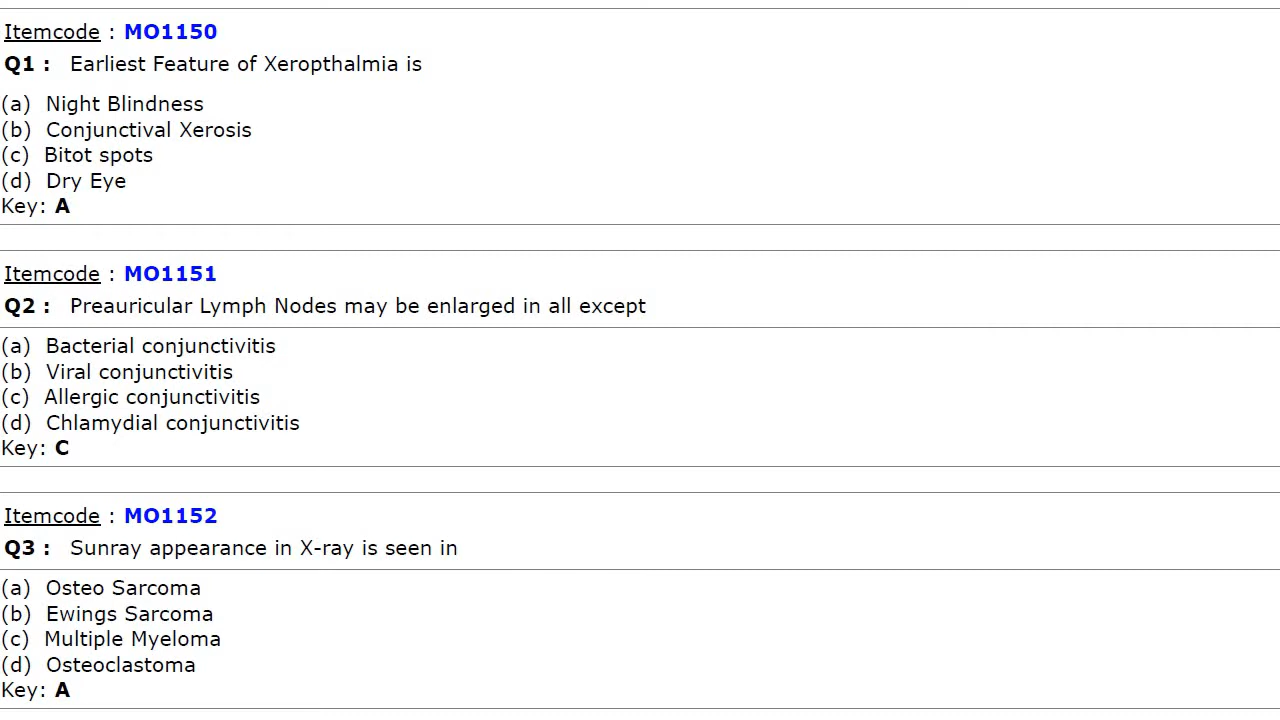 Itemcode : MO1150
Q1 : Earliest Feature of Xeropthalmia is
(a) Night Blindness
(b) Conjunctival Xerosis
(c) Bitot spots
(d) Dry Eye
Key: A
Itemcode : MO1151
Q2 : Preauricular Lymph Nodes may be enlarged in all except
(a) Bacterial conjunctivitis
(b) Viral conjunctivitis
(c) Allergic conjunctivitis
(d) Chlamydial conjunctivitis
Key: C
Itemcode : MO1152
Q3 : Sunray appearance in X-ray is seen in
(a) Osteo Sarcoma
(b) Ewings Sarcoma
(c) Multiple Myeloma
(d) Osteoclastoma
Key: A